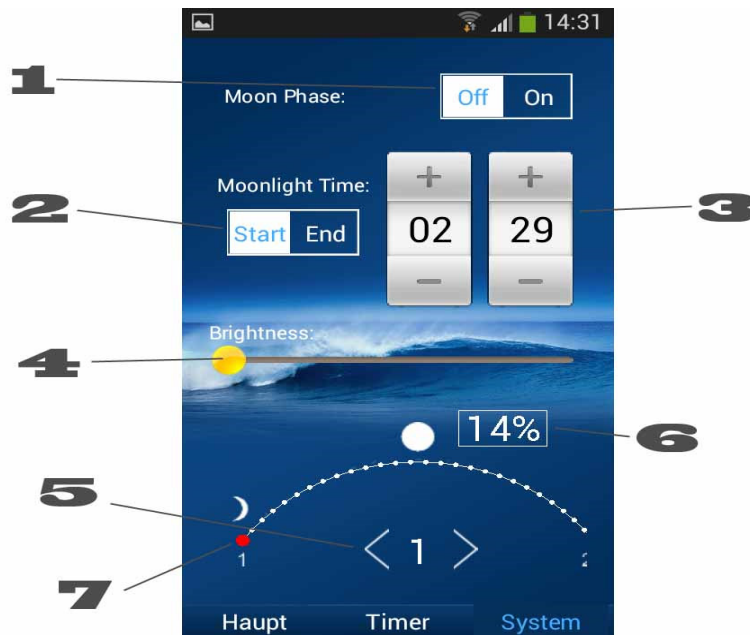 14:31
1
Moon Phase: Off On
Moonlight Time:
2
Start End
+ +
02 29
- -
3
Brightness:
4
14%
6
5
< 1 >
7
1 2
Haupt Timer System